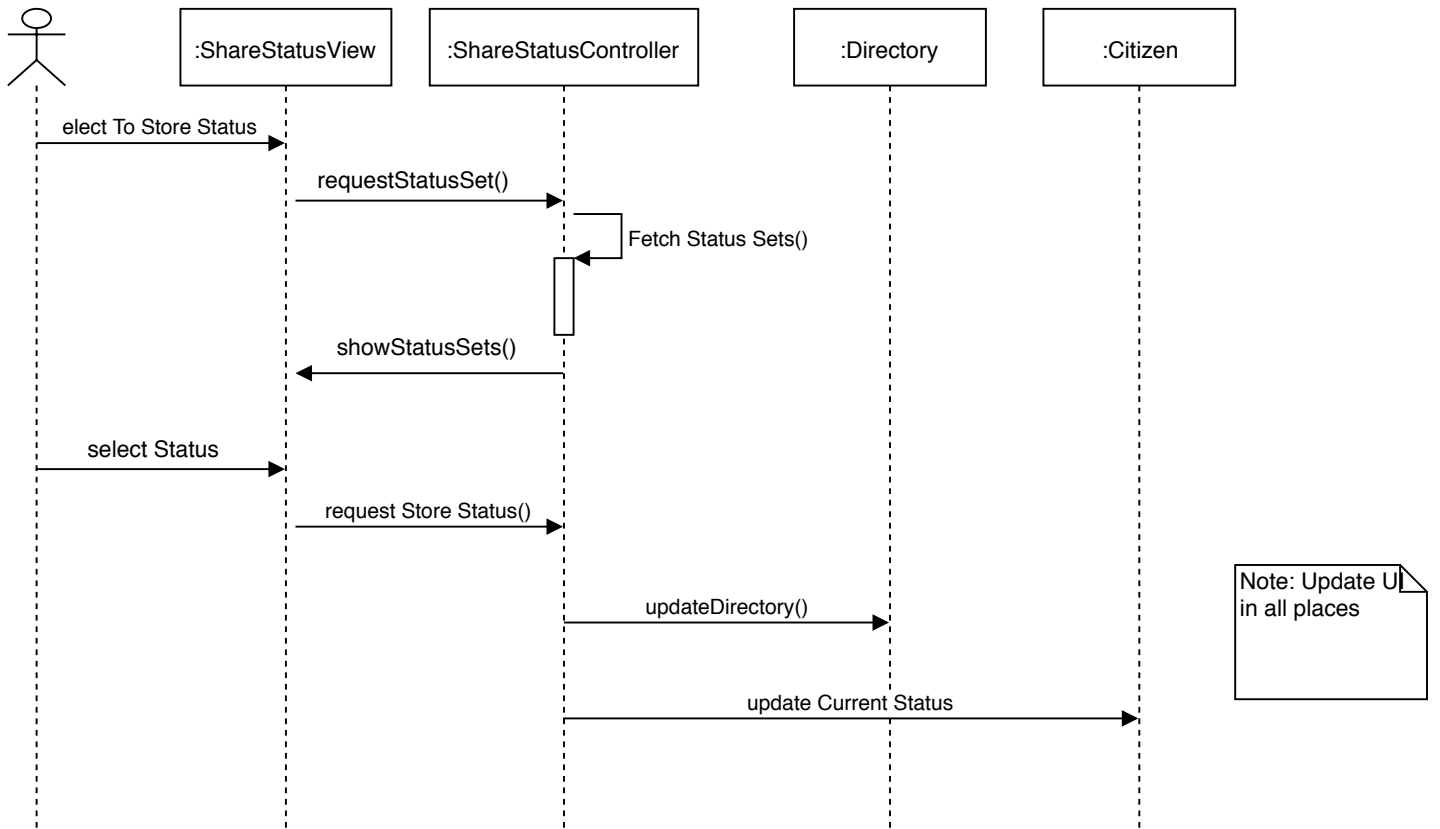 :ShareStatusView
:ShareStatusController
:Directory
:Citizen
elect To Store Status
requestStatusSet()
Fetch Status Sets()
showStatusSets()
select Status
request Store Status()
Note: Update UI
in all places
updateDirectory()
update Current Status